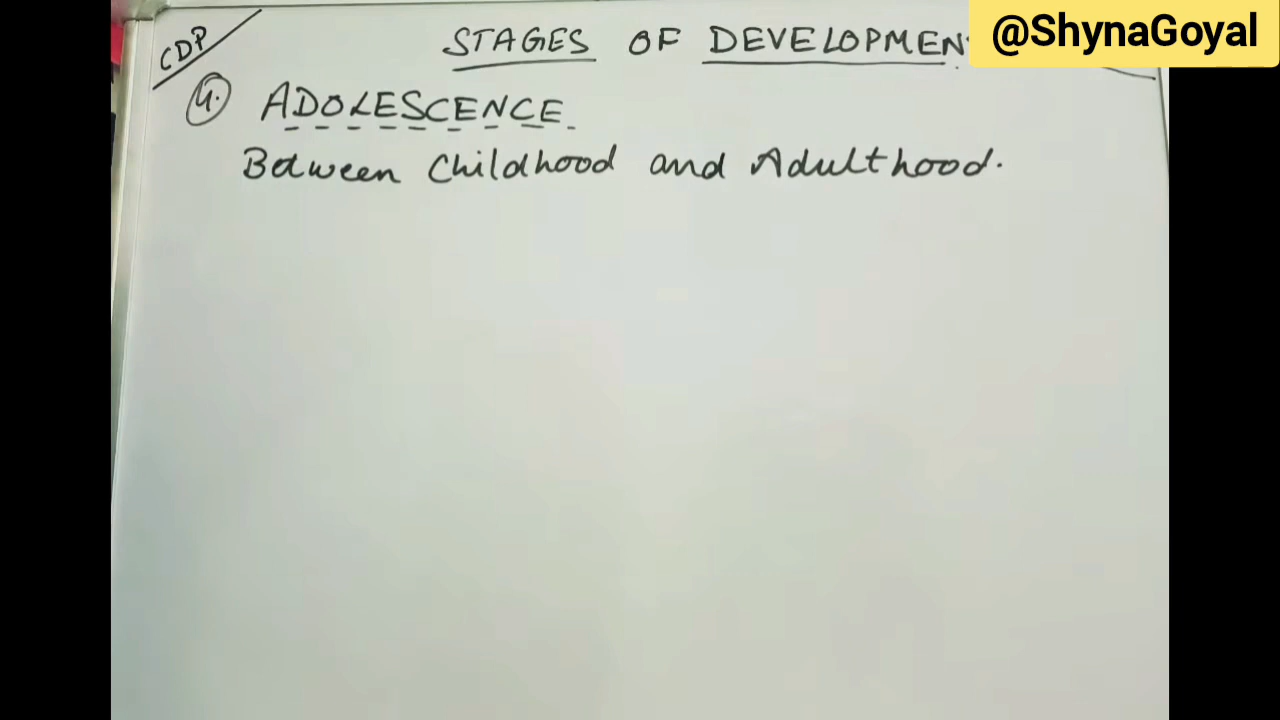 CDP
STAGES OF DEVELOPMEN
@ShynaGoyal
4. ADOLESCENCE
Between Childhood and Adulthood.